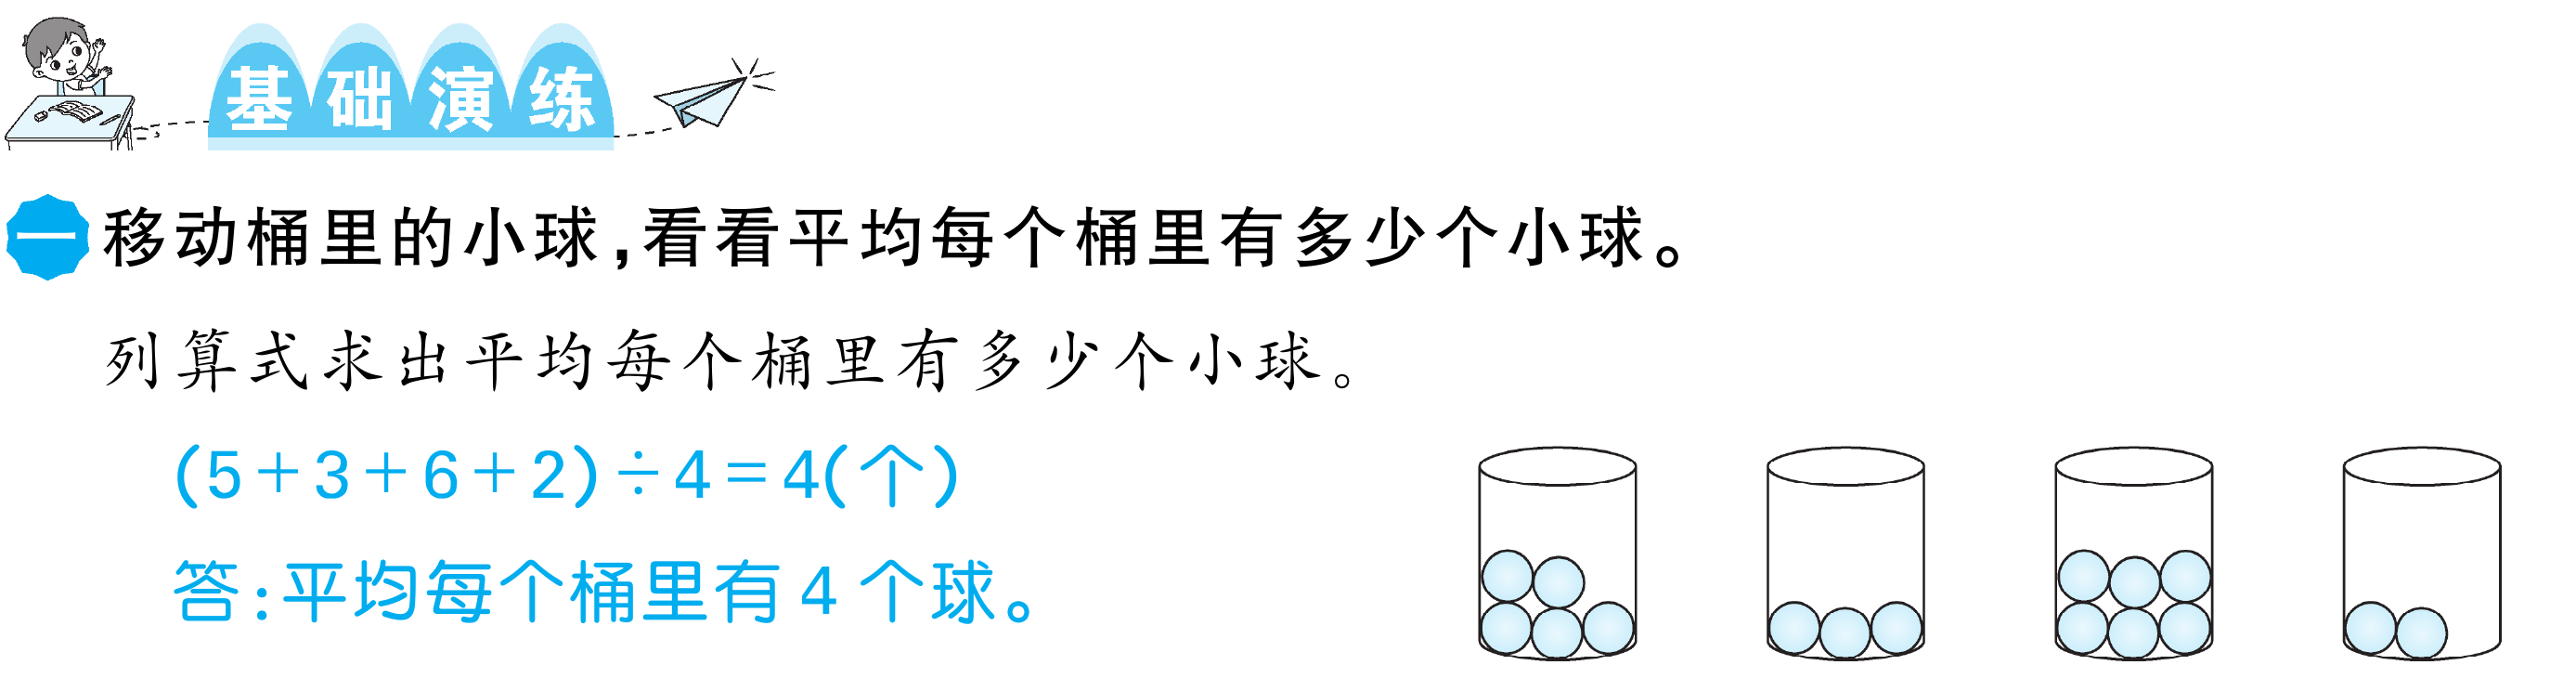 基础演练
一 移动桶里的小球,看看平均每个桶里有多少个小球。
列算式求出平均每个桶里有多少个小球。
(5+3+6+2)÷4=4(个)
答:平均每个桶里有4个球。